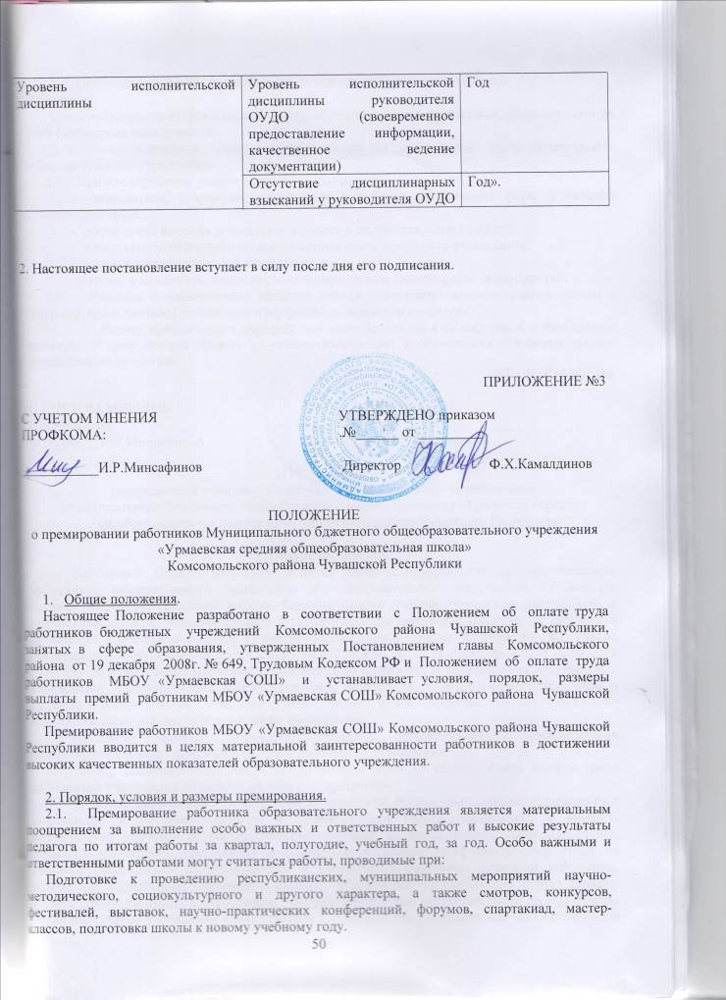 Уровень исполнительской
дисциплины
Уровень исполнительской
дисциплины руководителя
ОУДО (своевременное
предоставление информации,
качественное ведение
документации)
Год
Отсутствие дисциплинарных
взысканий у руководителя ОУДО
Год».
2. Настоящее постановление вступает в силу после дня его подписания.
ПРИЛОЖЕНИЕ №3
С УЧЕТОМ МНЕНИЯ
ПРОФКОМА:
И.Р.Минсафинов
УТВЕРЖДЕНО приказом
.№______ от
Директор Ф.Х.Камалдинов
ПОЛОЖЕНИЕ
о премировании работников Муниципального бджетного общеобразовательного учреждения
«Урмаевская средняя общеобразовательная школа»
Комсомольского района Чувашской Республики
1. Общие положения.
Настоящее Положение разработано в соответствии с Положением об оплате труда
работников бюджетных учреждений Комсомольского района Чувашской Республики,
занятых в сфере образования, утвержденных Постановлением главы Комсомольского
района от 19 декабря 2008г. № 649, Трудовым Кодексом РФ и Положением об оплате труда
работников МБОУ «Урмаевская СОШ» и устанавливает условия, порядок, размеры
выплаты премий работникам МБОУ «Урмаевская СОШ» Комсомольского района Чувашской
Республики.
Премирование работников МБОУ «Урмаевская СОШ» Комсомольского района Чувашской
Республики вводится в целях материальной заинтересованности работников в достижении
высоких качественных показателей образовательного учреждения.
2. Порядок, условия и размеры премирования.
2.1. Премирование работника образовательного учреждения является материальным
поощрением за выполнение особо важных и ответственных работ и высокие результаты
педагога по итогам работы за квартал, полугодие, учебный год, за год. Особо важными и
ответственными работами могут считаться работы, проводимые при:
Подготовке к проведению республиканских, муниципальных мероприятий научно-
методического, социокультурного и другого характера, а также смотров, конкурсов,
фестивалей, выставок, научно-практических конференций, форумов, спартакиад, мастер-
классов, подготовка школы к новому учебному году.
50